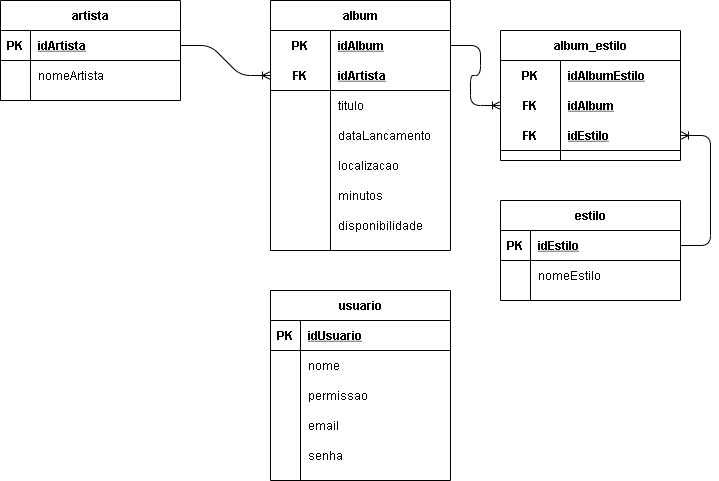 artista
PK idArtista
nomeArtista
album
PK idAlbum
FK idArtista
titulo
dataLancamento
localizacao
minutos
disponibilidade
album_estilo
PK idAlbumEstilo
FK idAlbum
FK idEstilo
estilo
PK idEstilo
nomeEstilo
usuario
PK idUsuario
nome
permissao
email
senha